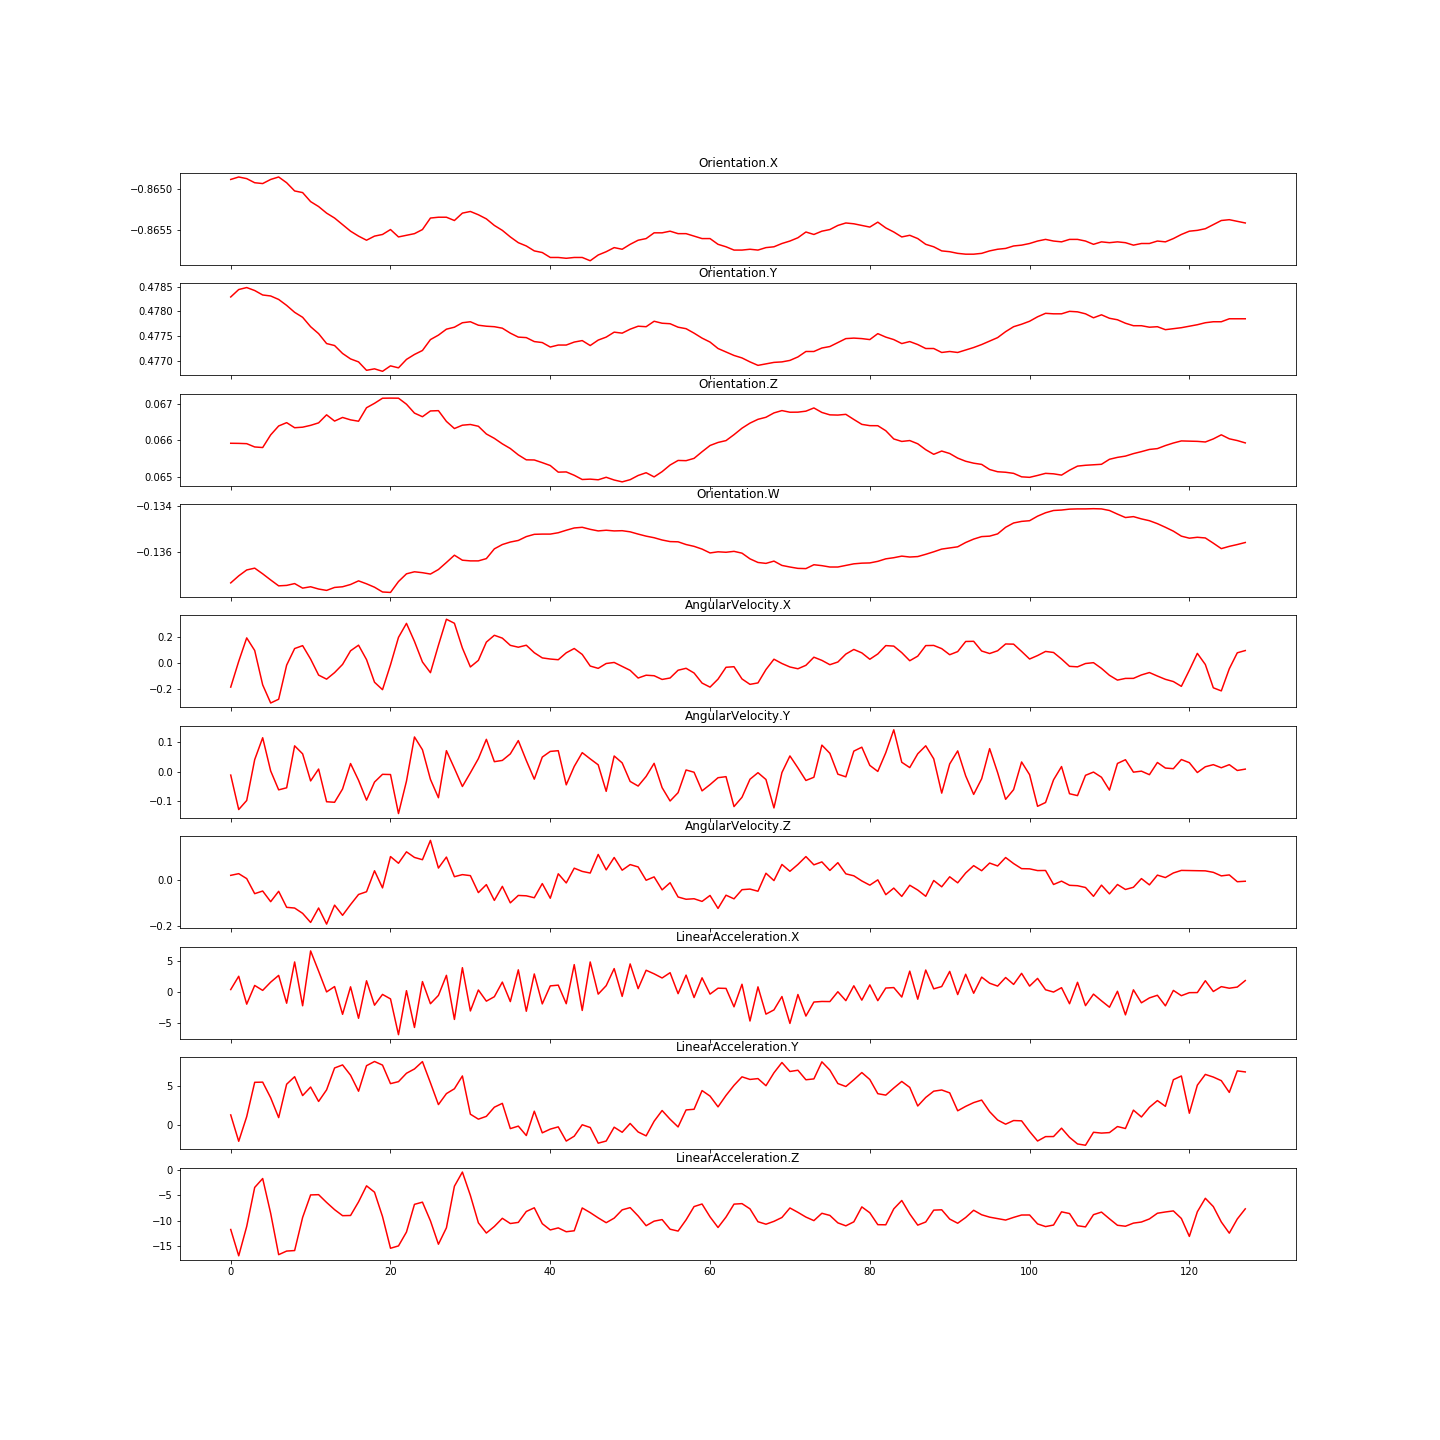 Orientation.X
−0.8650
−0.8655
Orientation.Y
0.4785
0.4780
0.4775
0.4770
Orientation.Z
0.067
0.066
0.065
Orientation.W
−0.134
−0.136
AngularVelocity.X
0.2
0.0
−0.2
AngularVelocity.Y
0.1
0.0
−0.1
AngularVelocity.Z
0.0
−0.2
LinearAcceleration.X
5
0
−5
LinearAcceleration.Y
5
0
LinearAcceleration.Z
0
−5
−10
−15
0 20 40 60 80 100 120